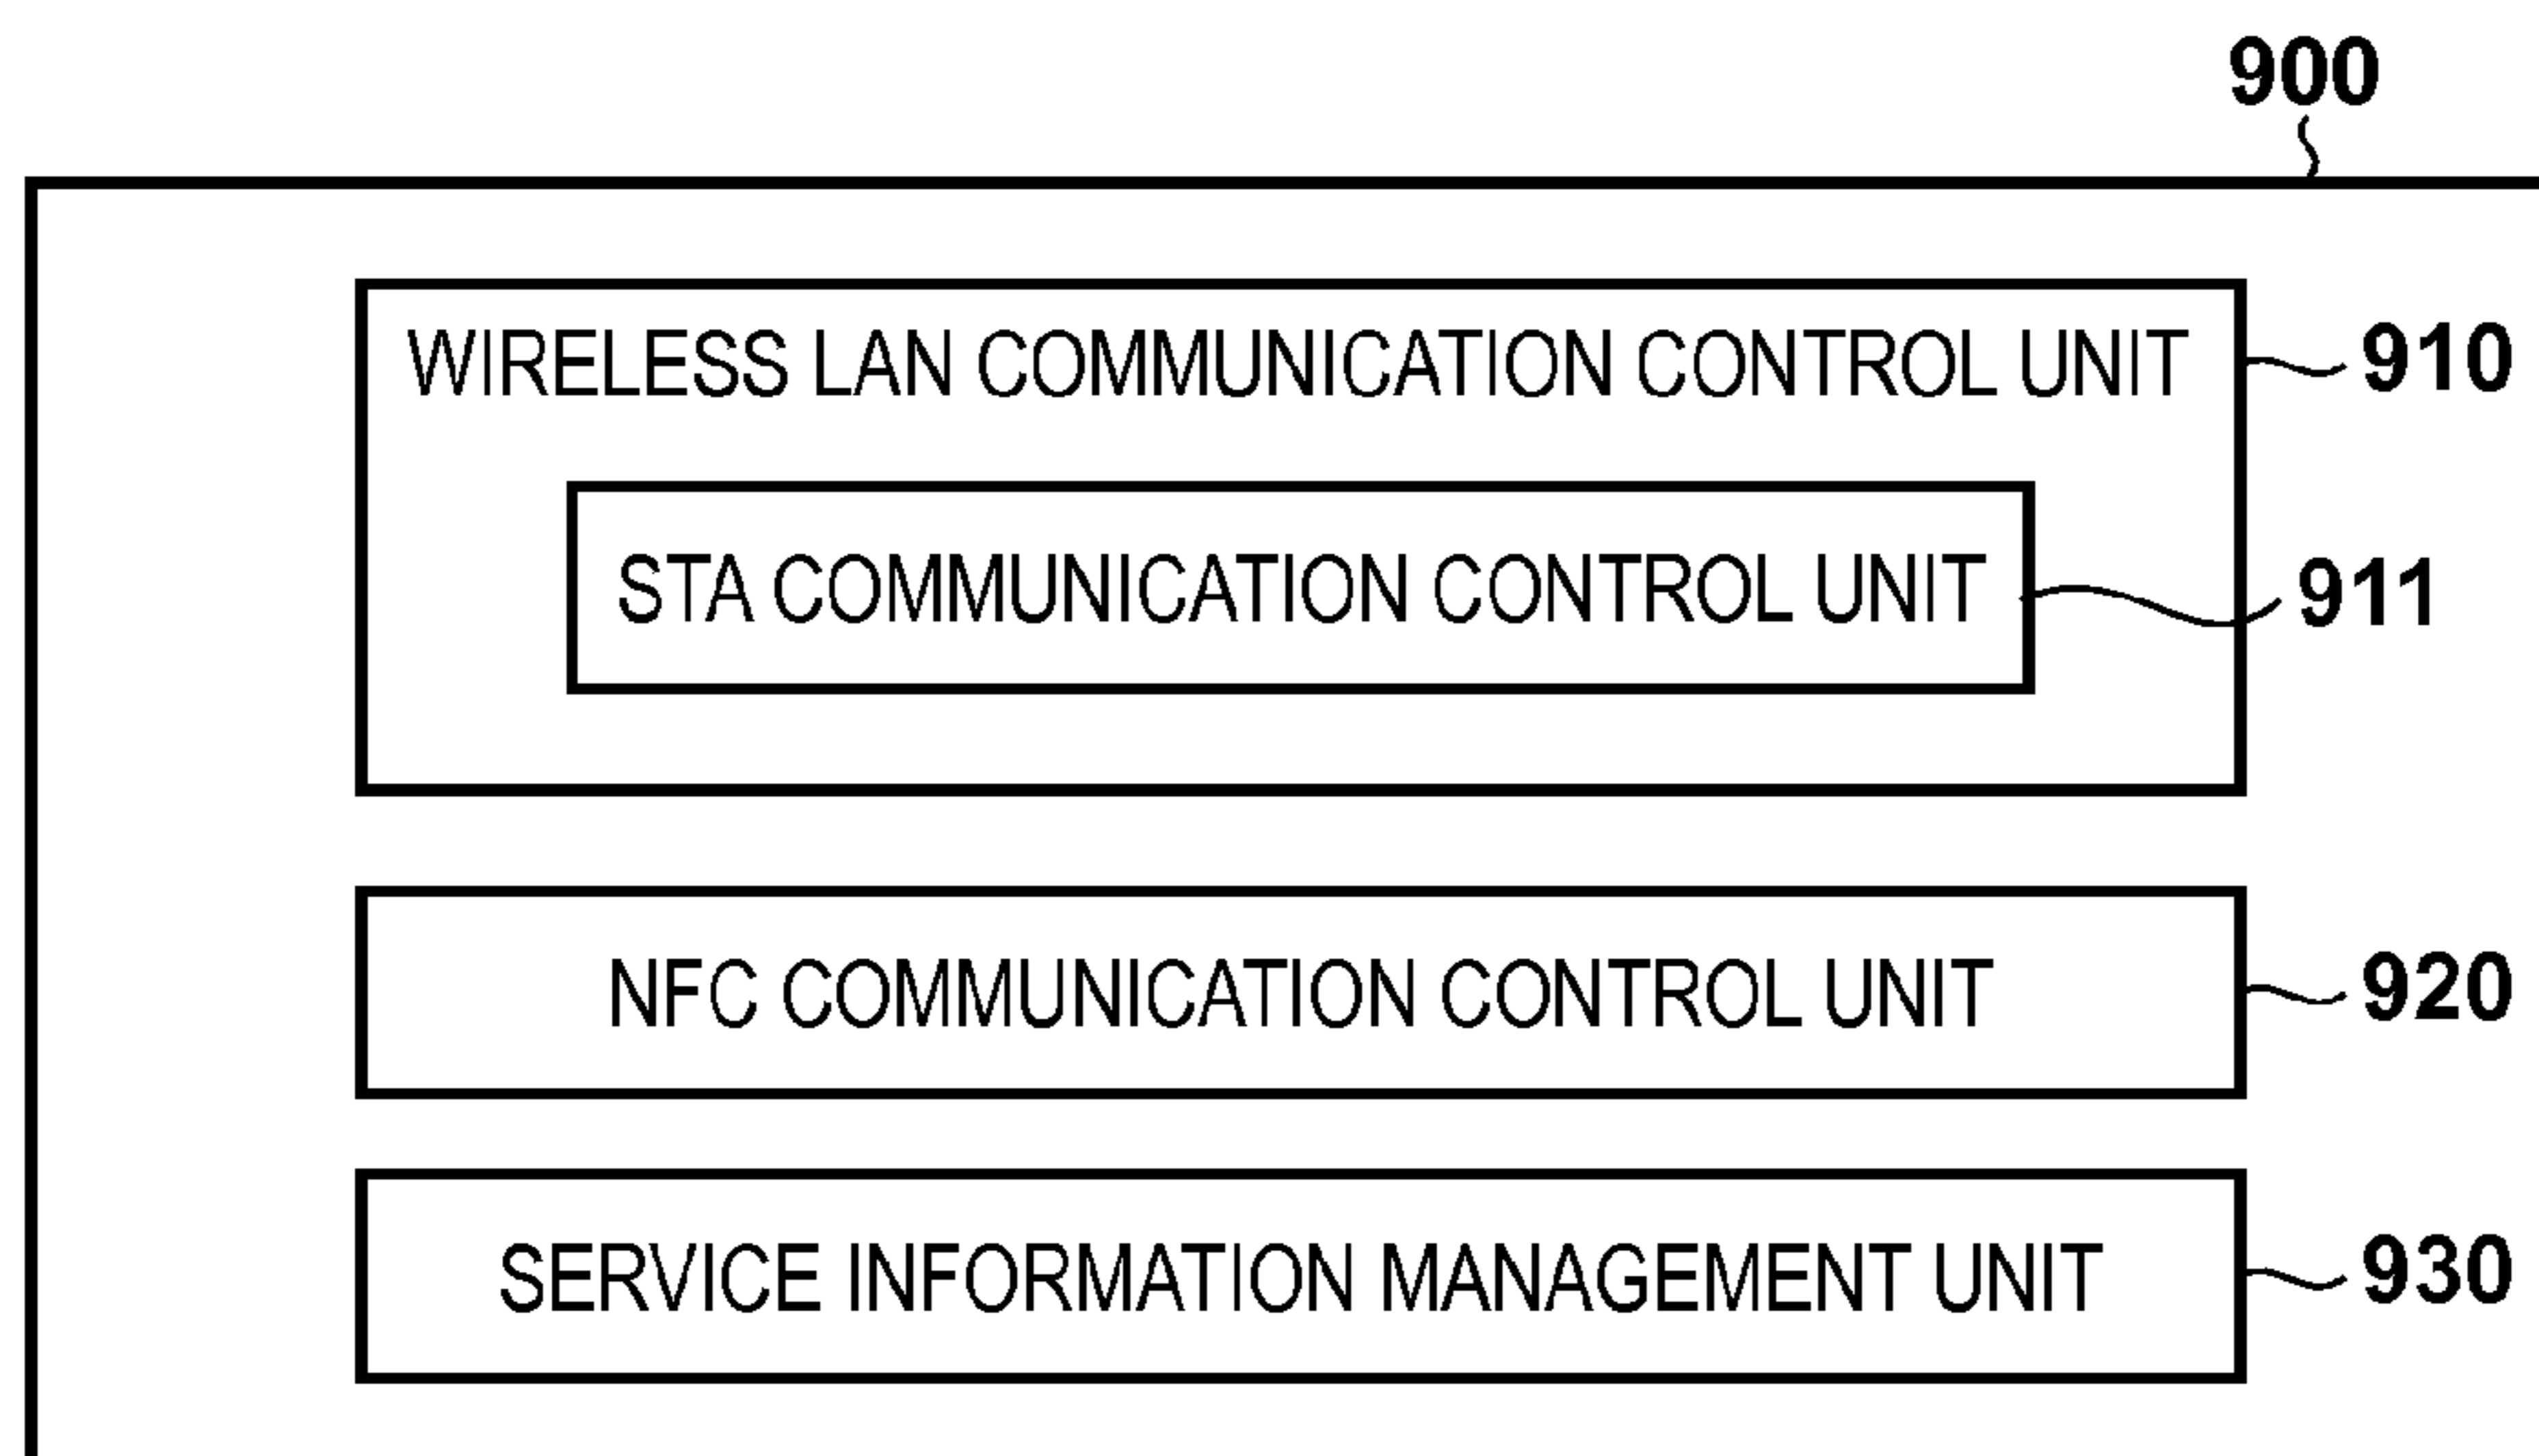 900
WIRELESS LAN COMMUNICATION CONTROL UNIT
910
STA COMMUNICATION CONTROL UNIT
911
NFC COMMUNICATION CONTROL UNIT
920
SERVICE INFORMATION MANAGEMENT UNIT
930